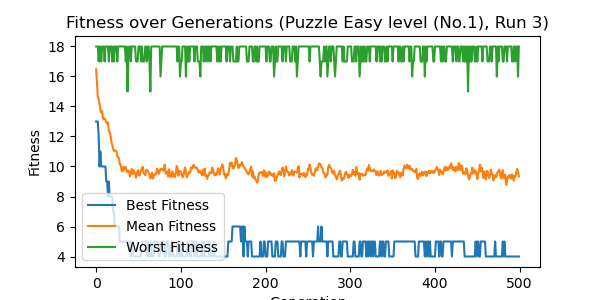 Fitness over Generations (Puzzle Easy level (No.1), Run 3)
18
16
14
12
10
8
6
4
Fitness
Best Fitness
Mean Fitness
Worst Fitness
0 100 200 300 400 500
Generation